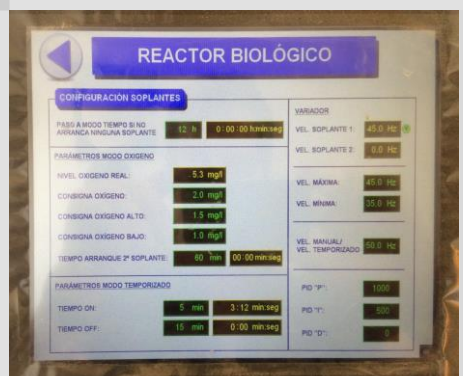 REACTOR BIOLÓGICO
CONFIGURACIÓN SOPLANTES
PASO A MODO TIEMPO SI NO
ARRANCA NINGUNA SOPLANTE 12 h 0:00:00 h:min:seg
PARÁMETROS MODO OXIGENO
NIVEL OXIGENO REAL: 5.3 mg/l
CONSIGNA OXÍGENO: 2.0 mg/l
CONSIGNA OXÍGENO ALTO: 1.5 mg/l
CONSIGNA OXÍGENO BAJO: 1.0 mg/l
TIEMPO ARRANQUE 2ª SOPLANTE: 60 min 00:00 min:seg
PARÁMETROS MODO TEMPORIZADO
TIEMPO ON: 5 min 3:12 min:seg
TIEMPO OFF: 15 min 0:00 min:seg
VARIADOR
VEL. SOPLANTE 1: 45.0 Hz
VEL. SOPLANTE 2: 0.0 Hz
VEL. MÁXIMA: 45.0 Hz
VEL. MÍNIMA: 35.0 Hz
VEL. MANUAL/
VEL. TEMPORIZADO 50.0 Hz
PID "P": 1000
PID "I": 500
PID "D": 0